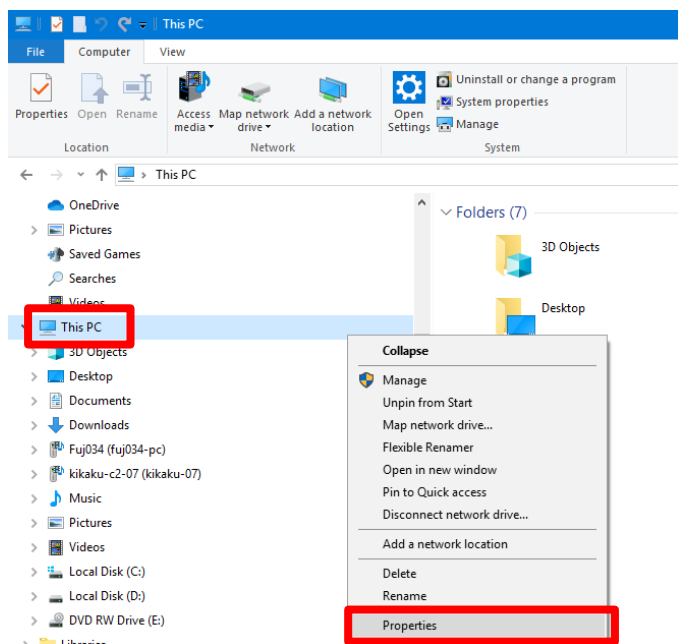 This PC
File Computer View
Properties Open Rename Access media Map network drive Add a network location Open Settings
Uninstall or change a program
System properties
Manage
Location Network System
This PC
OneDrive
Pictures
Saved Games
Searches
Videos
This PC
3D Objects
Desktop
Documents
Downloads
Fuj034 (fuj034-pc)
kikaku-c2-07 (kikaku-07)
Music
Pictures
Videos
Local Disk (C:)
Local Disk (D:)
DVD RW Drive (E:)
Libraries
Folders (7)
3D Objects
Desktop
Collapse
Manage
Unpin from Start
Map network drive...
Flexible Renamer
Open in new window
Pin to Quick access
Disconnect network drive...
Add a network location
Delete
Rename
Properties